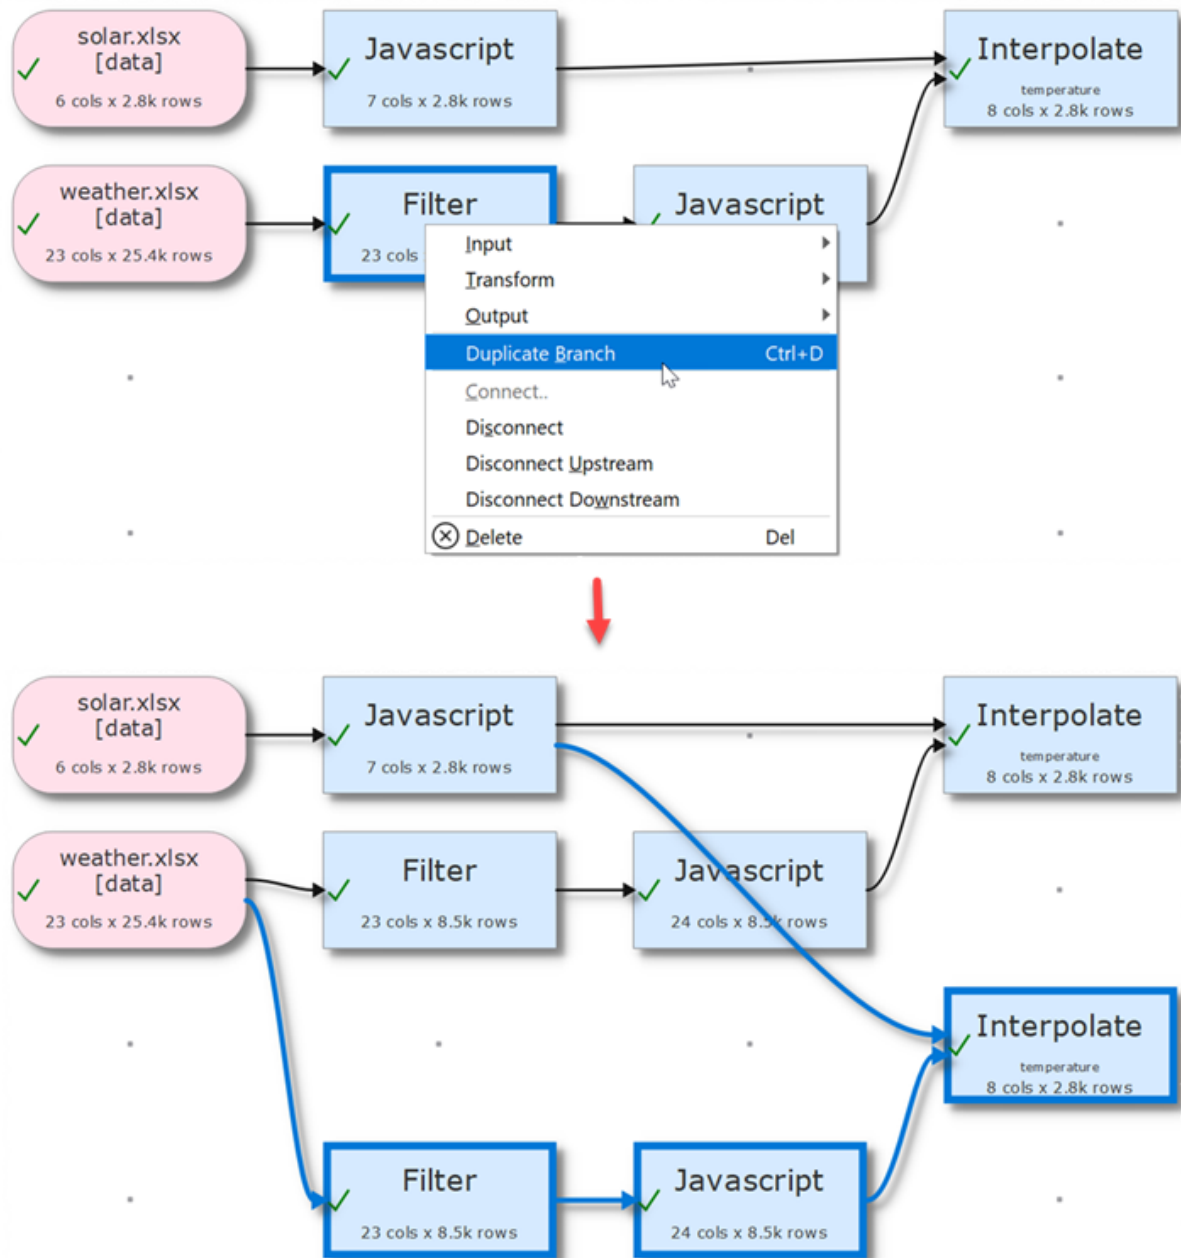 solar.xlsx
[data]
6 cols x 2.8k rows
Javascript
7 cols x 2.8k rows
Interpolate
temperature
8 cols x 2.8k rows
weather.xlsx
[data]
23 cols x 25.4k rows
Filter
23 cols
Javascript
Input
Transform
Output
Duplicate Branch Ctrl+D
Connect..
Disconnect
Disconnect Upstream
Disconnect Downstream
Delete Del
solar.xlsx
[data]
6 cols x 2.8k rows
Javascript
7 cols x 2.8k rows
Interpolate
temperature
8 cols x 2.8k rows
weather.xlsx
[data]
23 cols x 25.4k rows
Filter
23 cols x 8.5k rows
Javascript
24 cols x 8.5k rows
Interpolate
temperature
8 cols x 2.8k rows
Filter
23 cols x 8.5k rows
Javascript
24 cols x 8.5k rows